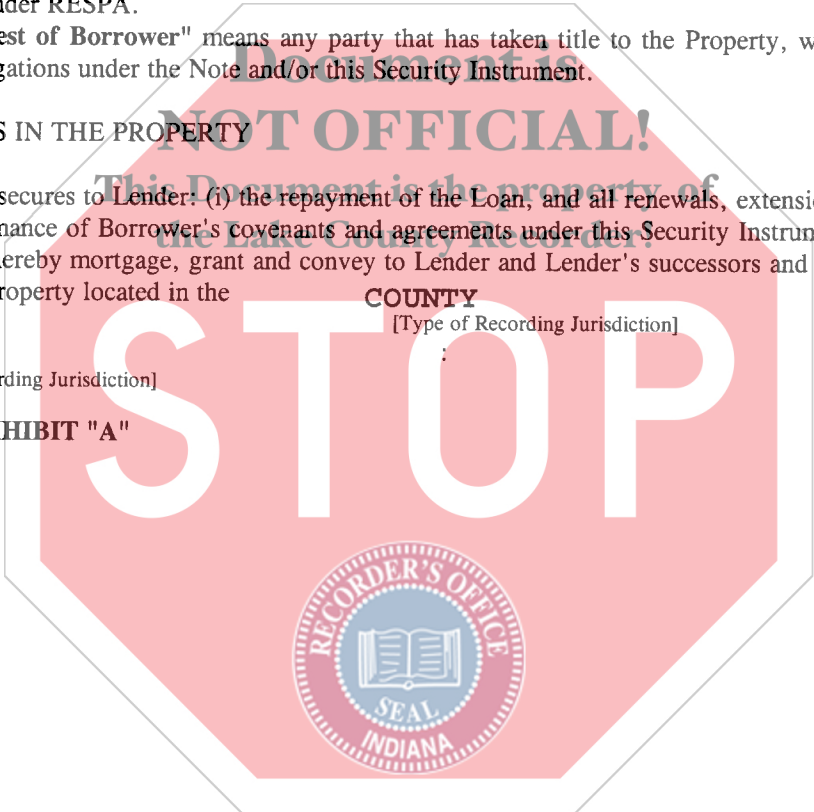 nder RESPA.
est of Borrower" means any party that has taken title to the Property, w
Document is
gations under the Note and/or this Security Instrument.
S IN THE PROPERTY
NOT OFFICIAL!
This Document is the property of
secures to Lender: (i) the repayment of the Loan, and all renewals, extensi
the Lake County Recorder!
nance of Borrower's covenants and agreements under this Security Instrum
ereby mortgage, grant and convey to Lender and Lender's successors and
roperty located in the COUNTY
[Type of Recording Jurisdiction]
:
rding Jurisdiction]
HIBIT "A"
STOP
RECORDER'S OFFICE
SEAL
INDIANA